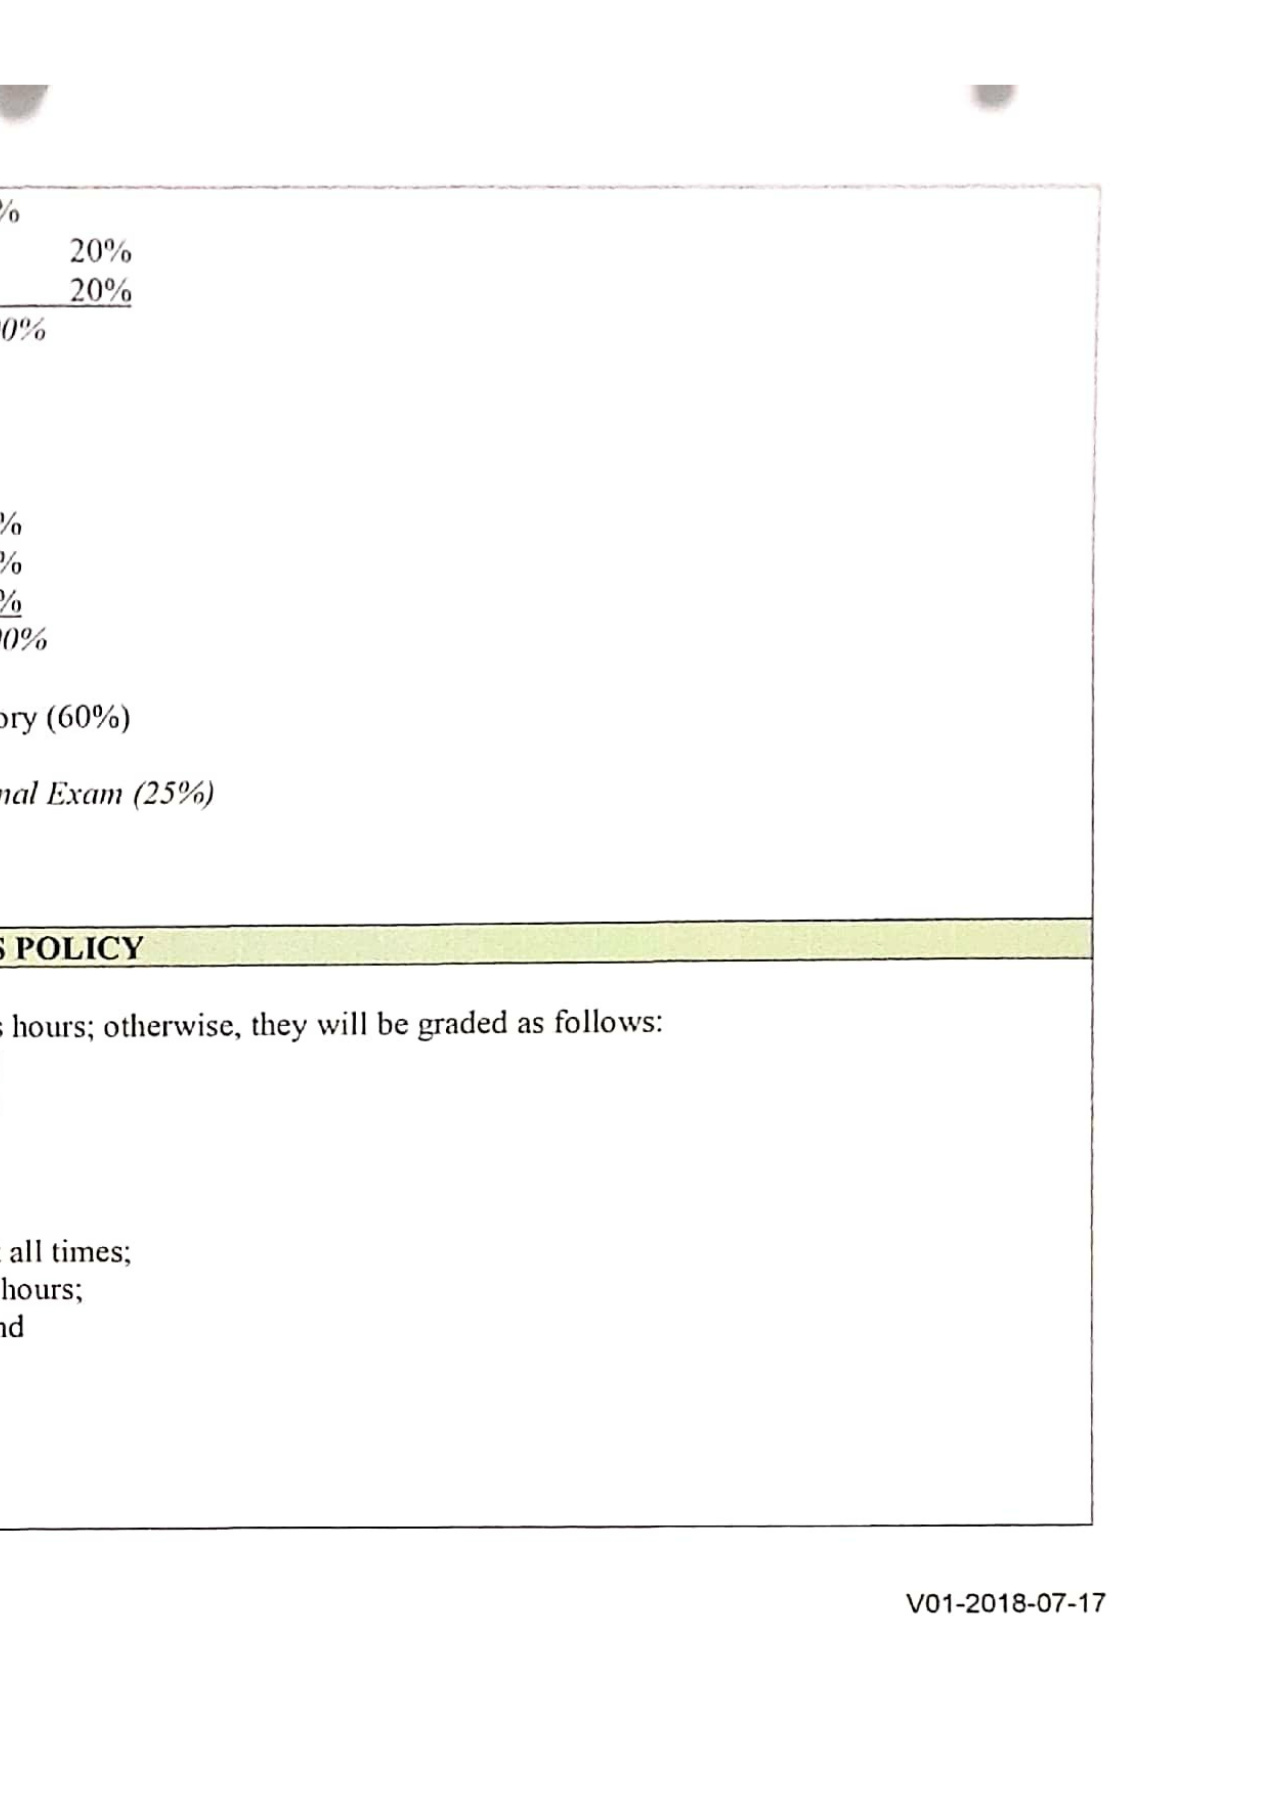 %
20%
20%
0%
%
%
%
00%
ory (60%)
nal Exam (25%)
S POLICY
s hours; otherwise, they will be graded as follows:
all times;
hours;
nd
V01-2018-07-17